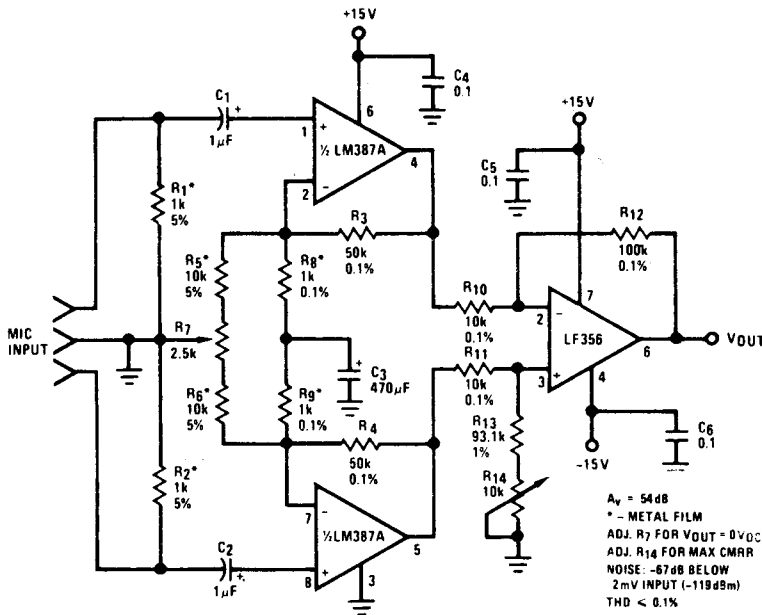 +15V
C4
0.1
6
C1
+
1µF
1
+
½ LM387A
4
2
−
+15V
C5
0.1
R1*
1k
5%
R3
50k
0.1%
R12
100k
0.1%
R5*
10k
5%
R8*
1k
0.1%
R10
10k
0.1%
7
2
−
LF356
6
VOUT
MIC
INPUT
R7
2.5k
+
C3
470µF
R11
10k
0.1%
3
+
4
R6*
10k
5%
R9*
1k
0.1%
R4
50k
0.1%
R13
93.1k
1%
C6
0.1
−15V
R2*
1k
5%
R14
10k
7
−
½LM387A
5
C2
1µF
+
8
+
3
Av = 54dB
* – METAL FILM
ADJ. R7 FOR VOUT = 0VDC
ADJ. R14 FOR MAX CMRR
NOISE: -67dB BELOW
2mV INPUT (-119dBm)
THD < 0.1%